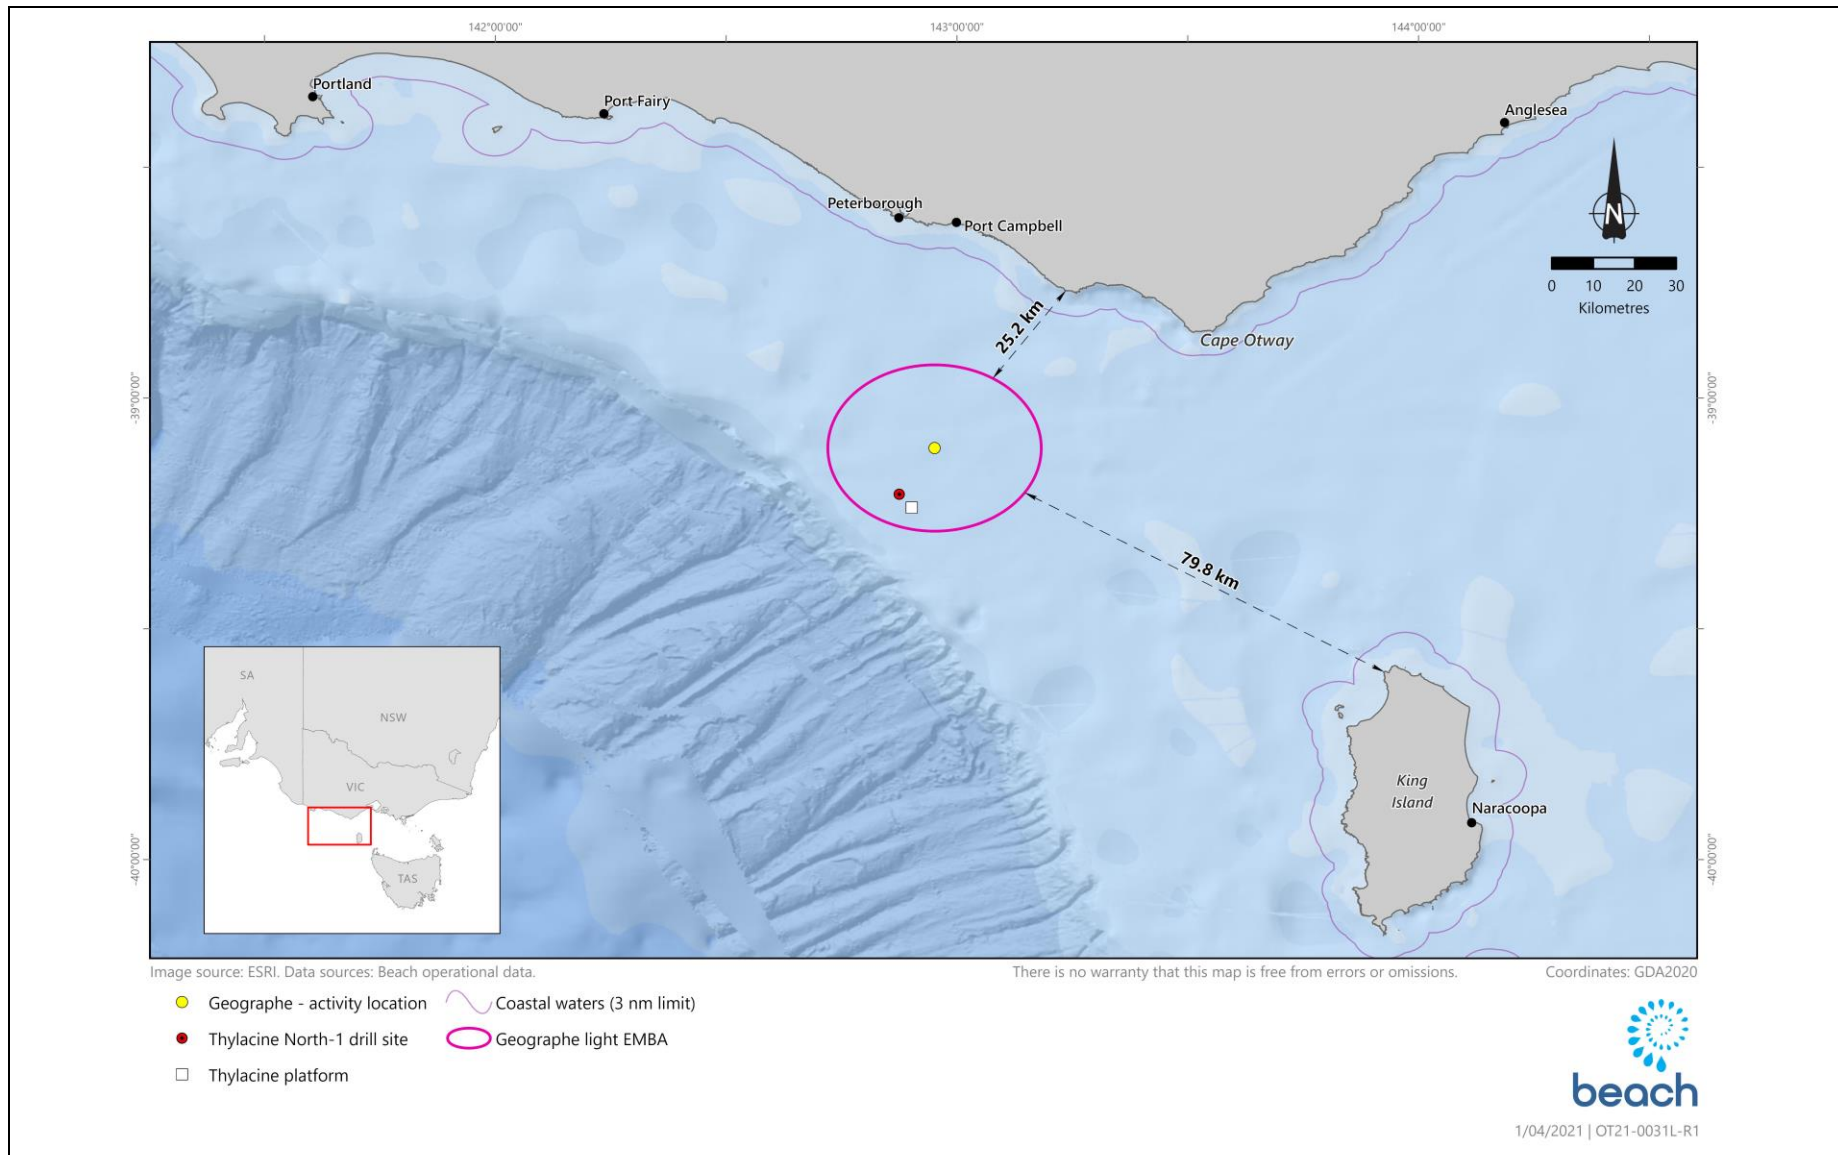 142°00'00"
143°00'00"
144°00'00"
Portland
Port Fairy
Anglesea
Peterborough
Port Campbell
N
0 10 20 30
Kilometres
25.2 km
Cape Otway
-39°00'00"
-39°00'00"
79.8 km
SA
NSW
VIC
TAS
King
Island
Naracoopa
-40°00'00"
-40°00'00"
Image source: ESRI. Data sources: Beach operational data.
There is no warranty that this map is free from errors or omissions.
Coordinates: GDA2020
Geographe - activity location
Coastal waters (3 nm limit)
Thylacine North-1 drill site
Geographe light EMBA
Thylacine platform
beach
1/04/2021 | OT21-0031L-R1